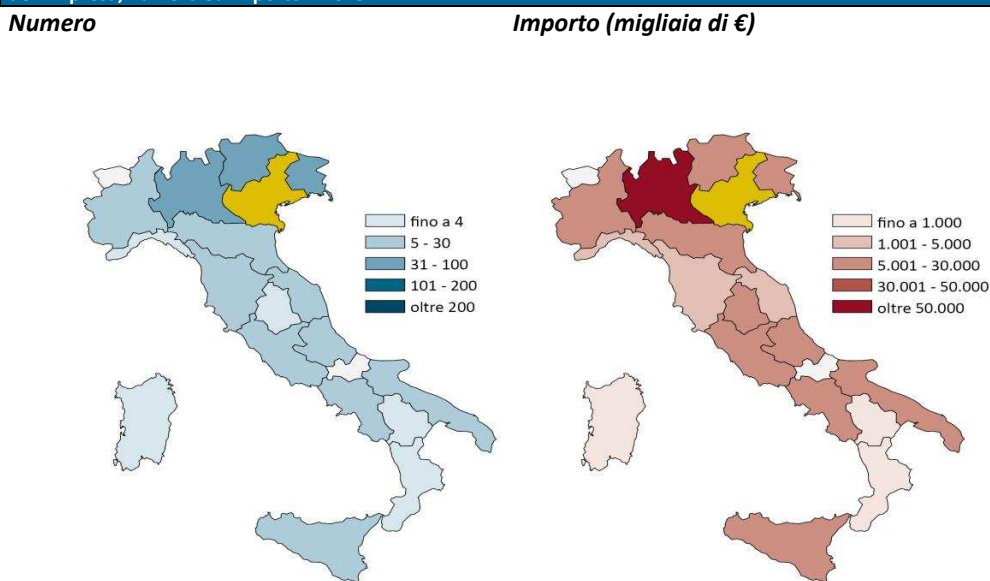 Numero
Importo (migliaia di €)
fino a 4
5 - 30
31 - 100
101 - 200
oltre 200
fino a 1.000
1.001 - 5.000
5.001 - 30.000
30.001 - 50.000
oltre 50.000